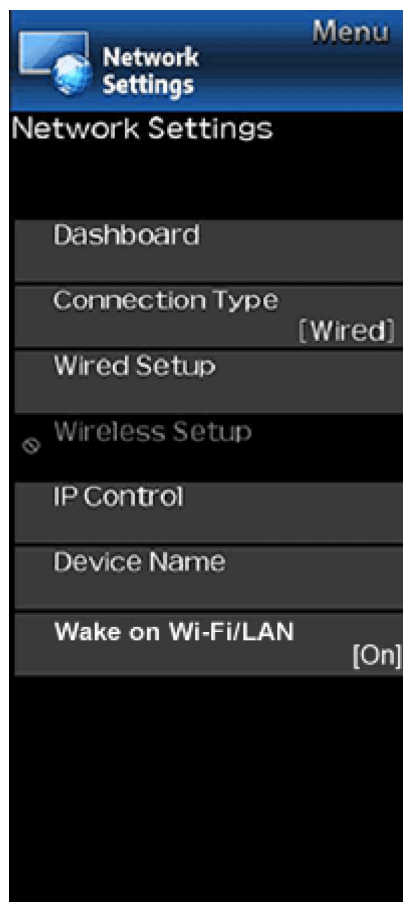 Menu
Network
Settings
Network Settings
Dashboard
Connection Type
[Wired]
Wired Setup
Wireless Setup
IP Control
Device Name
Wake on Wi-Fi/LAN
[On]